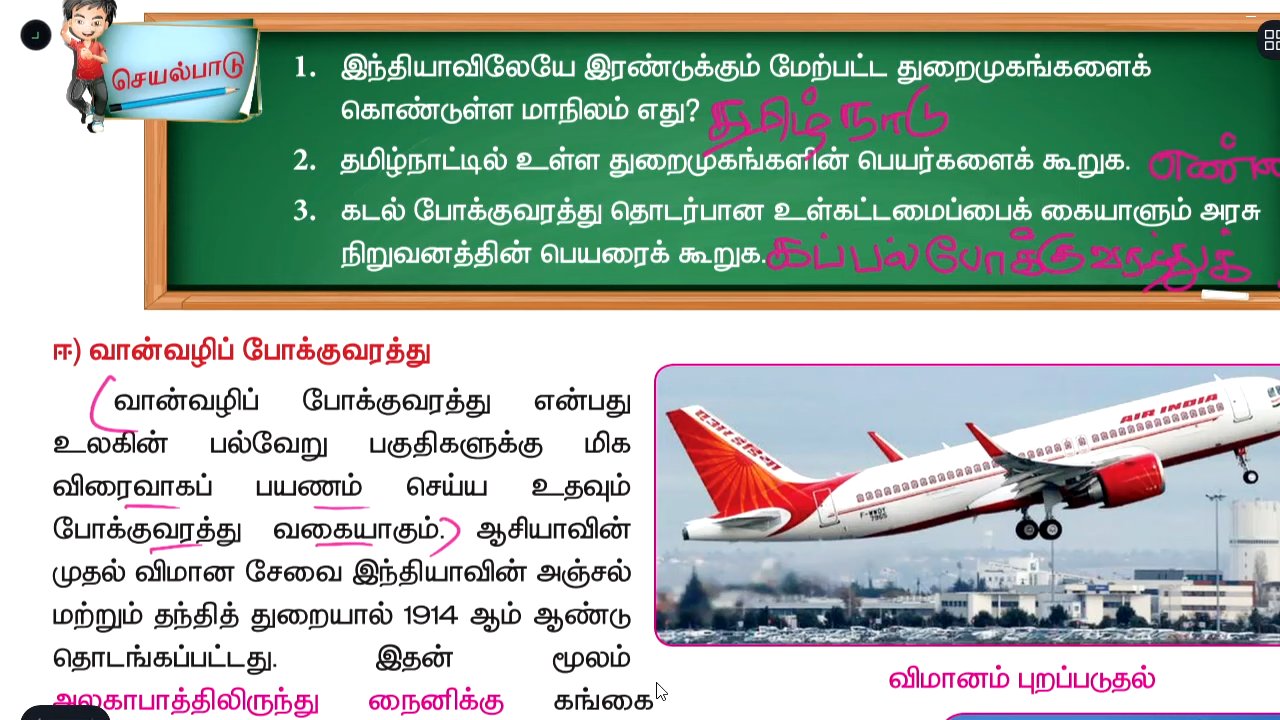 செயல்பாடு
1. இந்தியாவிலேயே இரண்டுக்கும் மேற்பட்ட துறைமுகங்களைக்
கொண்டுள்ள மாநிலம் எது? தமிழ் நாடு
2. தமிழ்நாட்டில் உள்ள துறைமுகங்களின் பெயர்களைக் கூறுக.
3. கடல் போக்குவரத்து தொடர்பான உள்கட்டமைப்பைக் கையாளும் அரசு
நிறுவனத்தின் பெயரைக் கூறுக. கப்பல் போக்குவரத்துக்
ஈ) வான்வழிப் போக்குவரத்து
வான்வழிப் போக்குவரத்து என்பது
உலகின் பல்வேறு பகுதிகளுக்கு மிக
விரைவாகப் பயணம் செய்ய உதவும்
போக்குவரத்து வகையாகும். ஆசியாவின்
முதல் விமான சேவை இந்தியாவின் அஞ்சல்
மற்றும் தந்தித் துறையால் 1914 ஆம் ஆண்டு
தொடங்கப்பட்டது. இதன் மூலம்
அலகாபாத்திலிருந்து நைனிக்கு கங்கை
AIR INDIA
விமானம் புறப்படுதல்